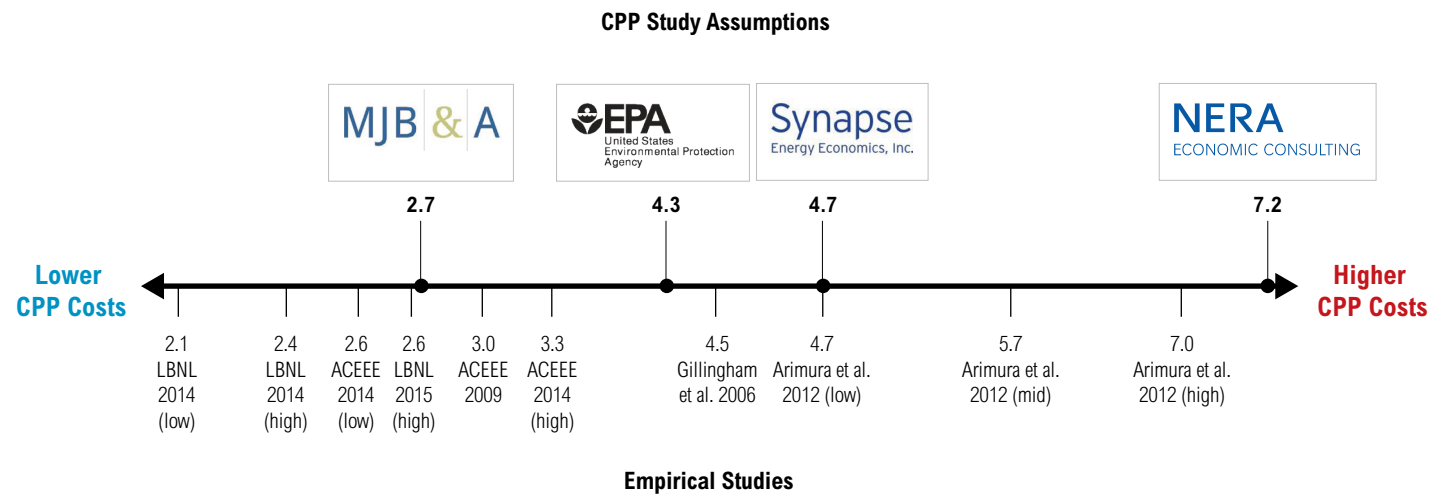 CPP Study Assumptions
MJB & A
EPA
United States
Environmental Protection
Agency
Synapse
Energy Economics, Inc.
NERA
ECONOMIC CONSULTING
2.7
4.3
4.7
7.2
Lower
CPP Costs
Higher
CPP Costs
2.1
LBNL
2014
(low)
2.4
LBNL
2014
(high)
2.6
ACEEE
2014
(low)
2.6
LBNL
2015
(high)
3.0
ACEEE
2009
3.3
ACEEE
2014
(high)
4.5
Gillingham
et al. 2006
4.7
Arimura et al.
2012 (low)
5.7
Arimura et al.
2012 (mid)
7.0
Arimura et al.
2012 (high)
Empirical Studies